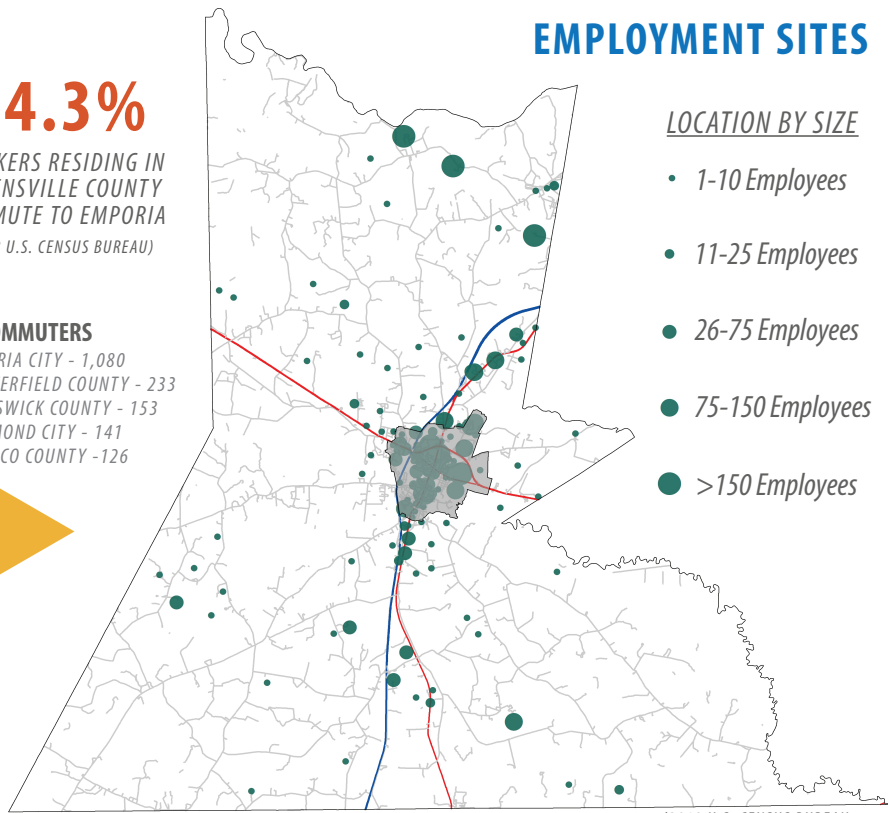 EMPLOYMENT SITES
4.3%
KERS RESIDING IN
ENSVILLE COUNTY
MUTE TO EMPORIA
U.S. CENSUS BUREAU)
OMMUTERS
RIA CITY - 1,080
ERFIELD COUNTY - 233
SWICK COUNTY - 153
MOND CITY - 141
CO COUNTY -126
LOCATION BY SIZE
1-10 Employees
11-25 Employees
26-75 Employees
75-150 Employees
>150 Employees